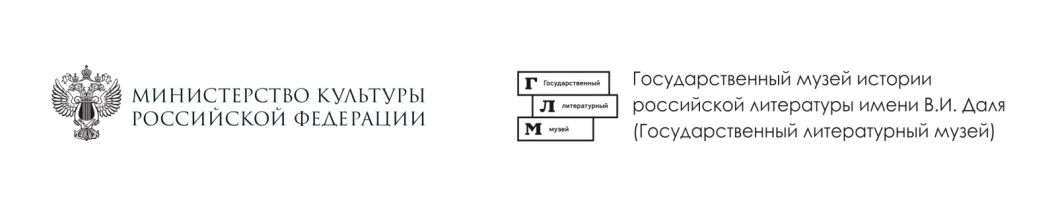 МИНИСТЕРСТВО КУЛЬТУРЫ
РОССИЙСКОЙ ФЕДЕРАЦИИ
Г Государственный
Л литературный
М музей
Государственный музей истории
российской литературы имени В.И. Даля
(Государственный литературный музей)